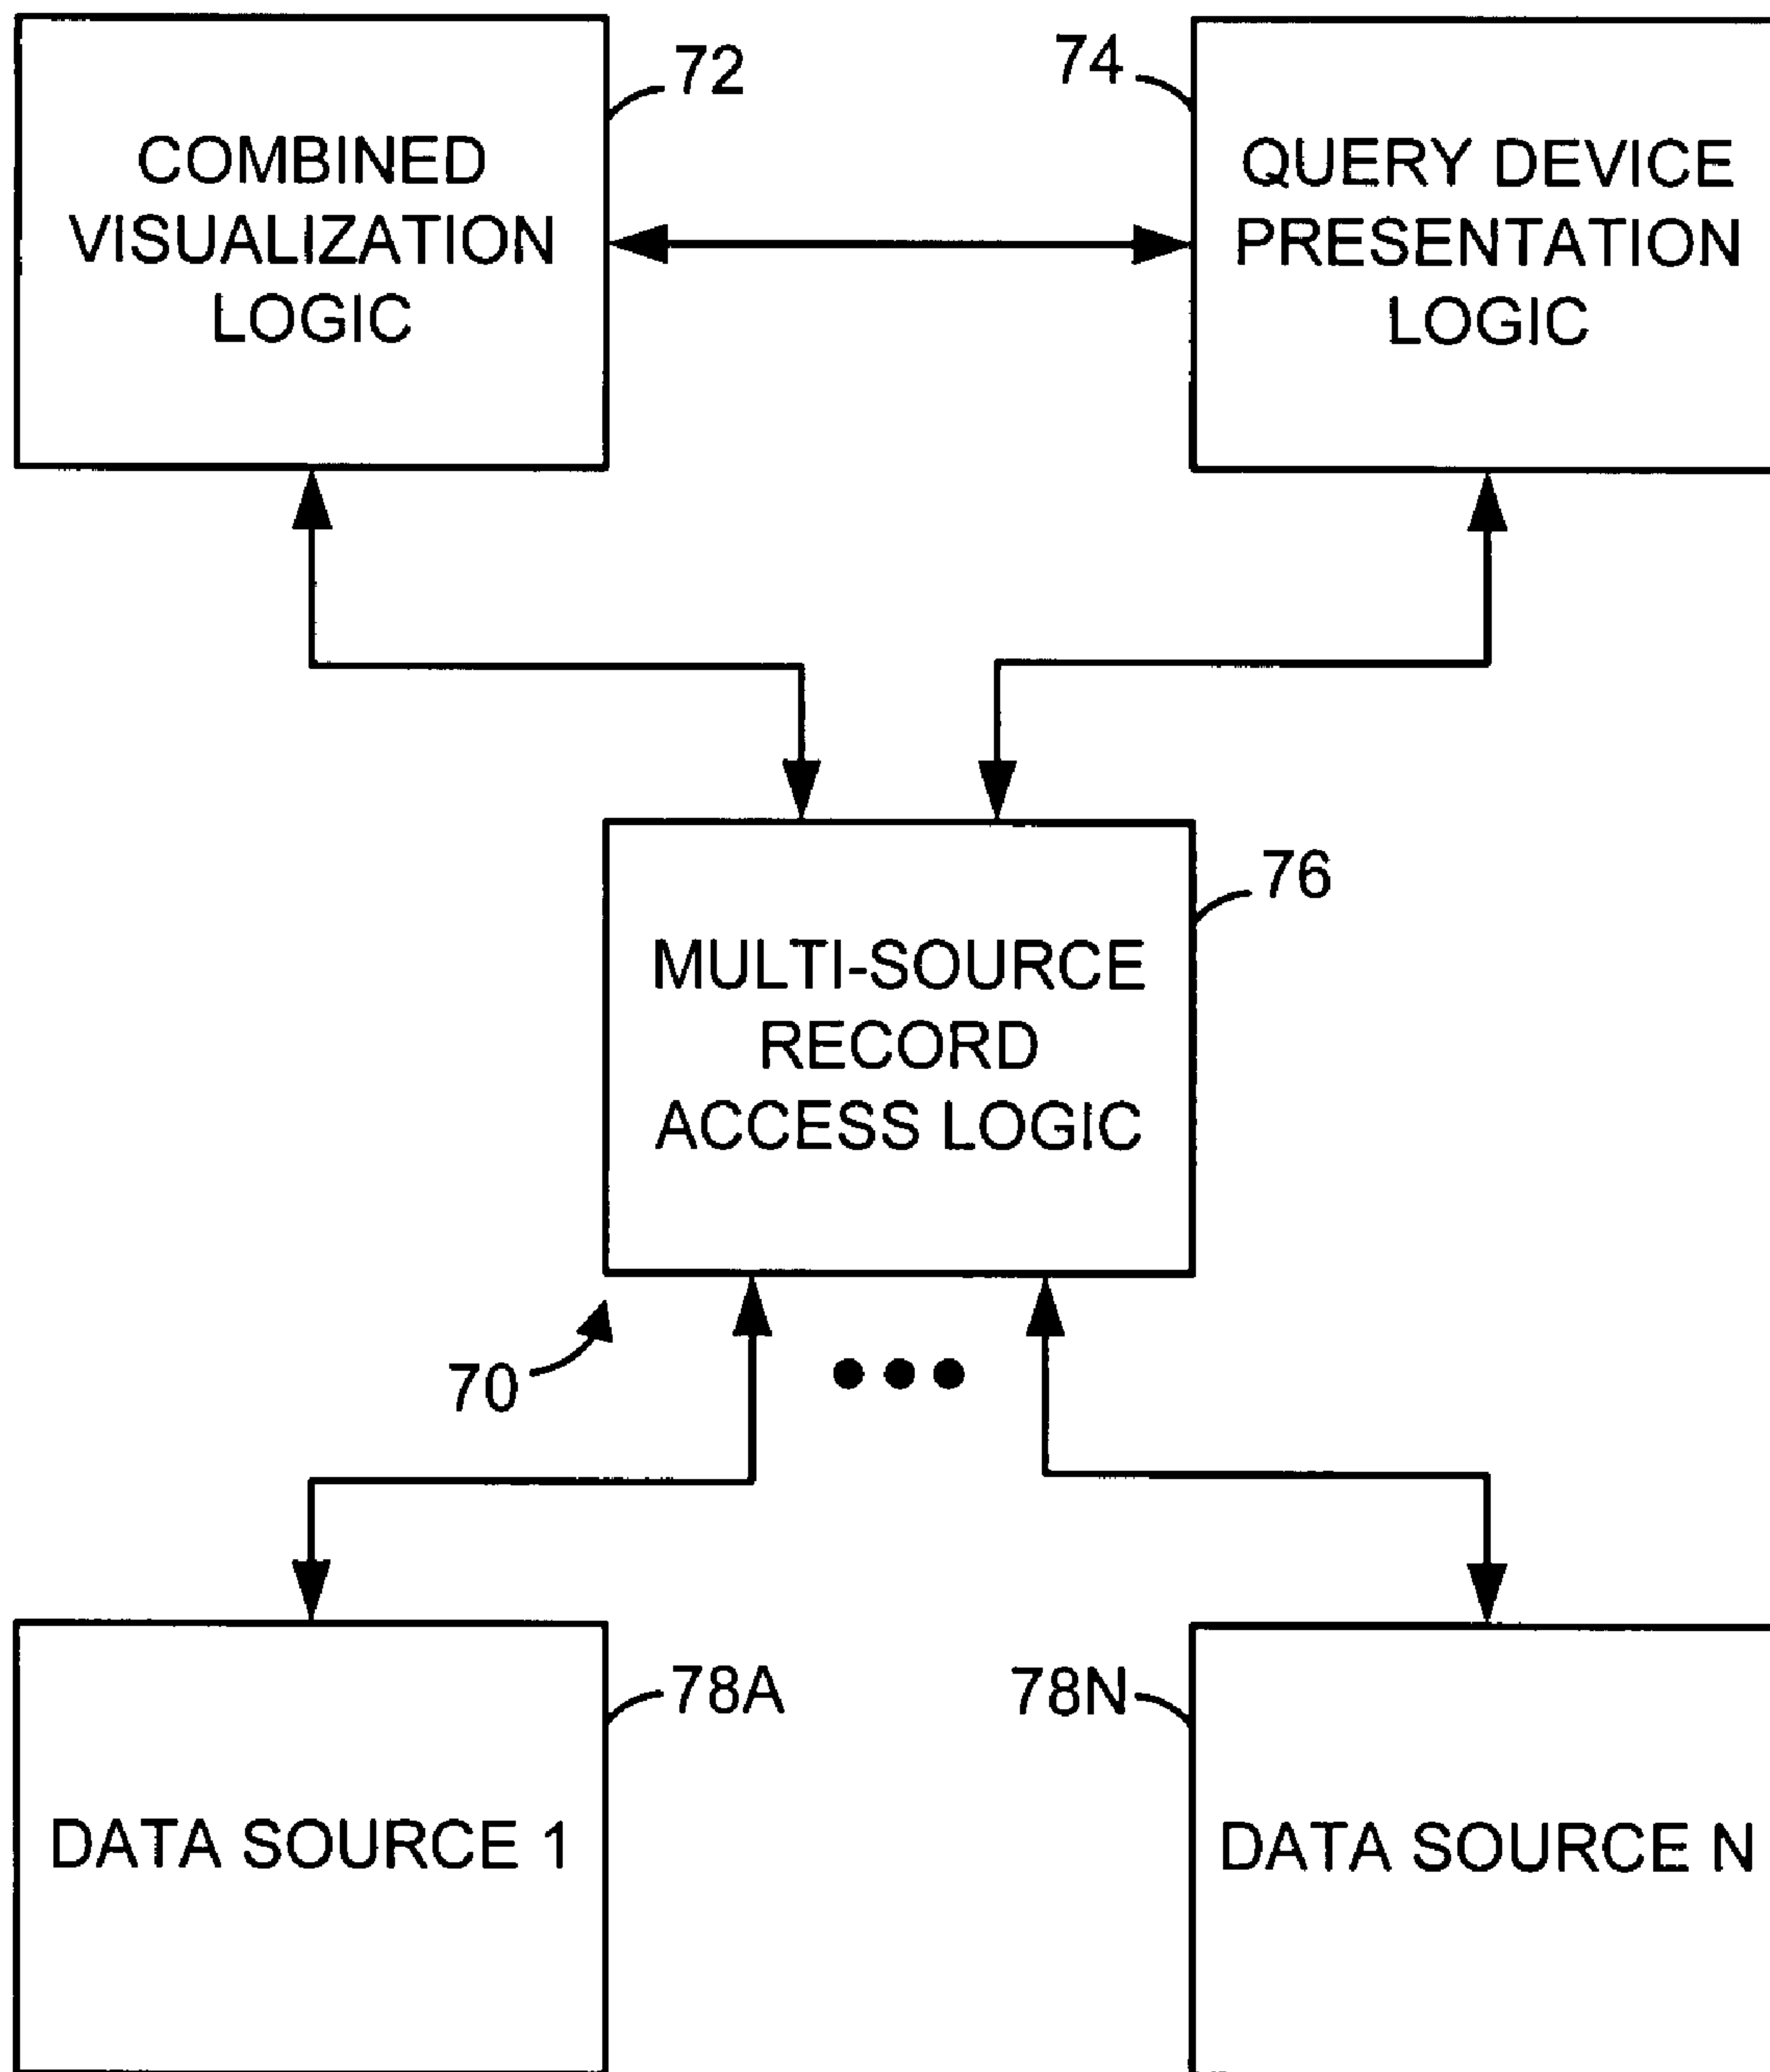 72
74
COMBINED
VISUALIZATION
LOGIC
QUERY DEVICE
PRESENTATION
LOGIC
76
MULTI-SOURCE
RECORD
ACCESS LOGIC
70
78A
78N
DATA SOURCE 1
DATA SOURCE N